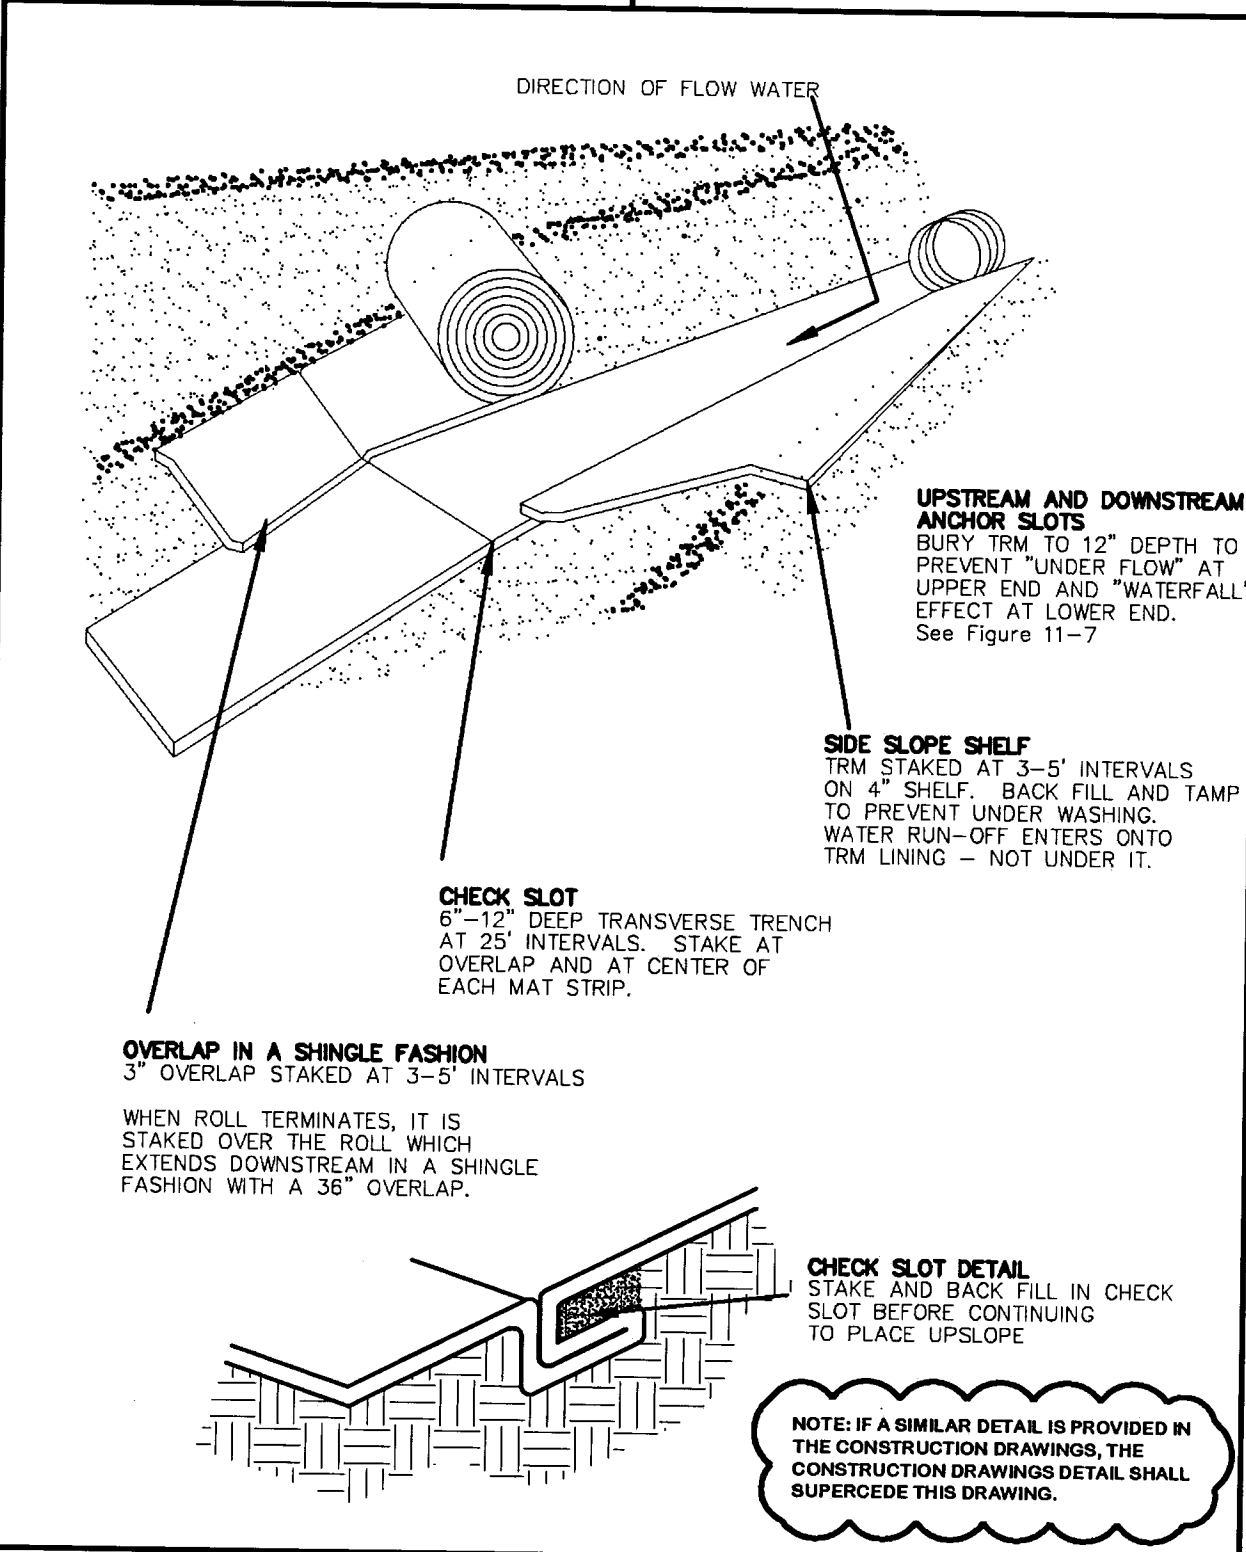 DIRECTION OF FLOW WATER
UPSTREAM AND DOWNSTREAM
ANCHOR SLOTS
BURY TRM TO 12" DEPTH TO
PREVENT "UNDER FLOW" AT
UPPER END AND "WATERFALL"
EFFECT AT LOWER END.
See Figure 11-7
SIDE SLOPE SHELF
TRM STAKED AT 3-5' INTERVALS
ON 4" SHELF. BACK FILL AND TAMP
TO PREVENT UNDER WASHING.
WATER RUN-OFF ENTERS ONTO
TRM LINING - NOT UNDER IT.
CHECK SLOT
6"-12" DEEP TRANSVERSE TRENCH
AT 25' INTERVALS. STAKE AT
OVERLAP AND AT CENTER OF
EACH MAT STRIP.
OVERLAP IN A SHINGLE FASHION
3" OVERLAP STAKED AT 3-5' INTERVALS
WHEN ROLL TERMINATES, IT IS
STAKED OVER THE ROLL WHICH
EXTENDS DOWNSTREAM IN A SHINGLE
FASHION WITH A 36" OVERLAP.
CHECK SLOT DETAIL
STAKE AND BACK FILL IN CHECK
SLOT BEFORE CONTINUING
TO PLACE UPSLOPE
NOTE: IF A SIMILAR DETAIL IS PROVIDED IN
THE CONSTRUCTION DRAWINGS, THE
CONSTRUCTION DRAWINGS DETAIL SHALL
SUPERCEDE THIS DRAWING.